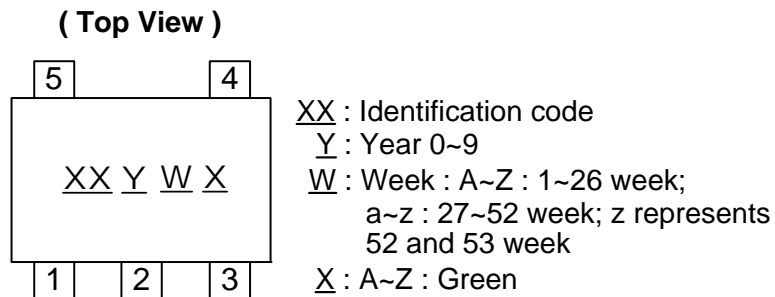 ( Top View )
5 4
XX Y W X
1 2 3
XX : Identification code
Y : Year 0~9
W : Week : A~Z : 1~26 week;
a~z : 27~52 week; z represents
52 and 53 week
X : A~Z : Green